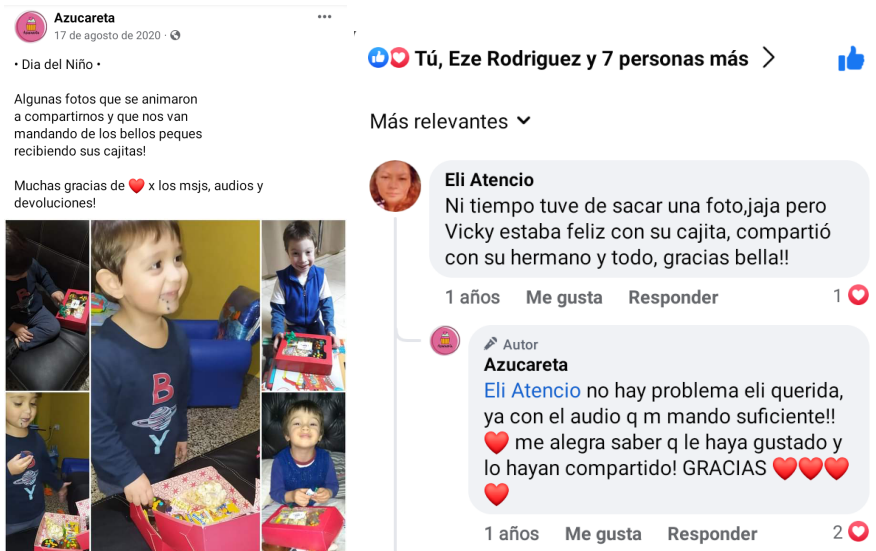 Azucareta
17 de agosto de 2020 ·
• Dia del Niño •
Algunas fotos que se animaron
a compartirnos y que nos van
mandando de los bellos peques
recibiendo sus cajitas!
Muchas gracias de ❤️ x los msjs, audios y
devoluciones!
B
Y
Tú, Eze Rodriguez y 7 personas más
Más relevantes
Eli Atencio
Ni tiempo tuve de sacar una foto,jaja pero
Vicky estaba feliz con su cajita, compartió
con su hermano y todo, gracias bella!!
1 años Me gusta Responder 1
Autor
Azucareta
Eli Atencio no hay problema eli querida,
ya con el audio q m mando suficiente!!
❤️ me alegra saber q le haya gustado y
lo hayan compartido! GRACIAS ❤️❤️❤️
❤️
1 años Me gusta Responder 2